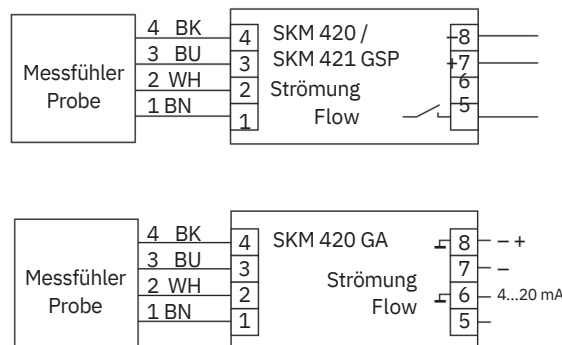 4 BK
3 BU
2 WH
1 BN
Messfühler
Probe
4
3
2
1
SKM 420 /
SKM 421 GSP
Strömung
Flow
–8
+7
6
5
4 BK
3 BU
2 WH
1 BN
Messfühler
Probe
4
3
2
1
SKM 420 GA
Strömung
Flow
8 – +
7 –
6 4...20 mA
5